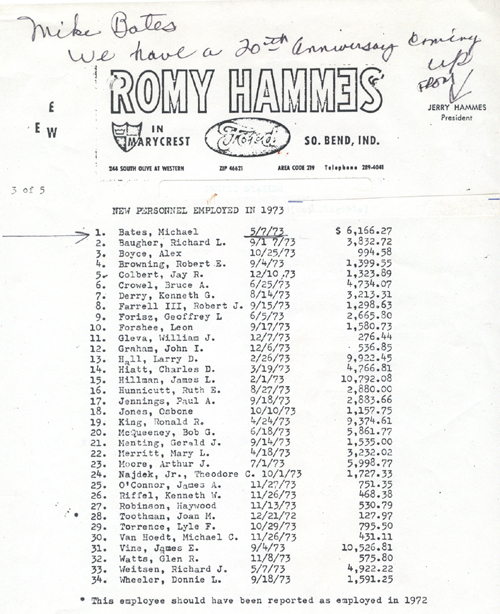 Mike Bates
We have a 20th Anniversary Coming
up
FROM
ROMY HAMMES
JERRY HAMMES
President
E
E W
IN
MARYCREST
Ford
SO. BEND, IND.
244 SOUTH OLIVE AT WESTERN ZIP 46621 AREA CODE 219 Telephone 289-4041
3 of 5
NEW PERSONNEL EMPLOYED IN 1973
1. Bates, Michael 5/7/73 $ 6,166.27
2. Baugher, Richard L. 9/17/73 3,832.72
3. Boyce, Alex 10/25/73 994.58
4. Browning, Robert E. 9/4/73 1,399.55
5. Colbert, Jay R. 12/10/73 1,323.89
6. Crowel, Bruce A. 6/25/73 4,734.07
7. Derry, Kenneth G. 8/14/73 3,213.31
8. Farrell III, Robert J. 9/15/73 1,298.63
9. Forisz, Geoffrey L 6/5/73 2,665.80
10. Forshee, Leon 9/17/73 1,580.73
11. Gleva, William J. 12/7/73 276.44
12. Graham, John I. 12/6/73 536.85
13. Hall, Larry D. 2/26/73 9,922.45
14. Hiatt, Charles D. 3/19/73 4,766.81
15. Hillman, James L. 2/1/73 10,792.08
16. Hunnicutt, Ruth E. 8/27/73 2,880.00
17. Jennings, Paul A. 9/18/73 2,883.66
18. Jones, Osbone 10/10/73 1,157.75
19. King, Ronald R. 4/24/73 9,374.61
20. McQueeney, Bob G. 6/18/73 5,861.77
21. Menting, Gerald J. 9/14/73 1,535.00
22. Merritt, Mary L. 4/18/73 3,232.02
23. Moore, Arthur J. 7/1/73 5,998.77
24. Najdek, Jr., Theodore C. 10/1/73 1,727.33
25. O'Connor, James A. 11/27/73 751.35
26. Riffel, Kenneth W. 11/26/73 468.38
27. Robinson, Haywood 11/13/73 530.79
* 28. Toothman, Joan M. 12/21/72 127.97
29. Torrence, Lyle F. 10/29/73 795.50
30. Van Hoedt, Michael C. 11/26/73 431.11
31. Vine, James E. 9/4/73 10,526.81
32. Watts, Glen R. 11/8/73 575.80
33. Weitsen, Richard J. 5/7/73 4,922.22
34. Wheeler, Donnie L. 9/18/73 1,591.25
* This employee should have been reported as employed in 1972